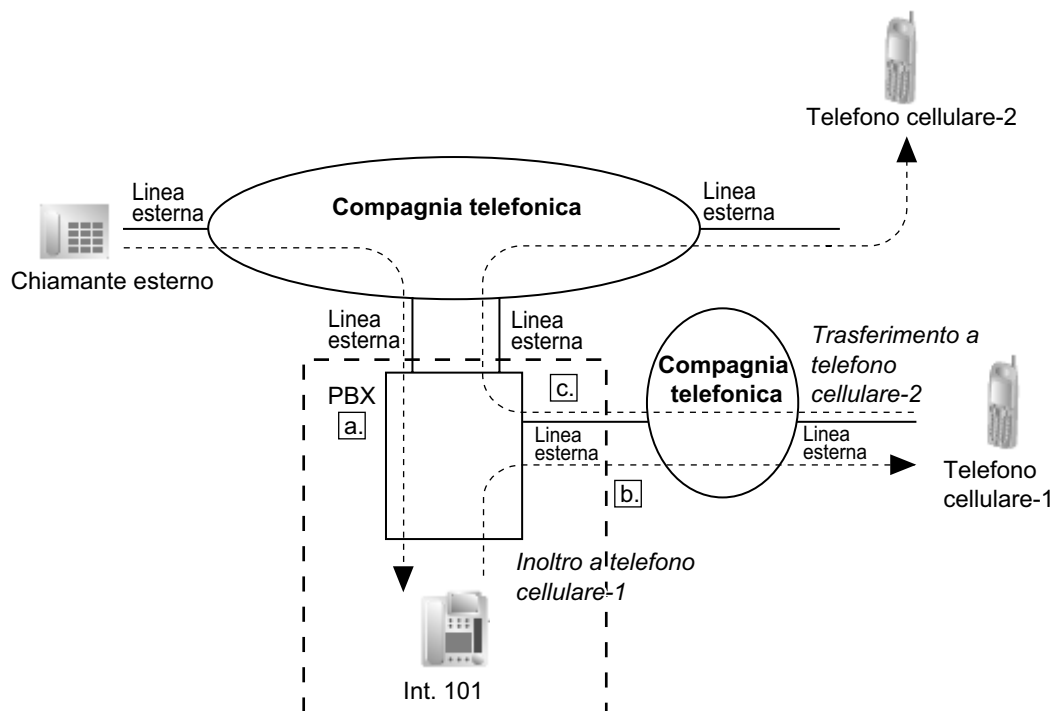 Telefono cellulare-2
Linea
esterna
Compagnia telefonica
Linea
esterna
Chiamante esterno
Linea
esterna
Linea
esterna
Trasferimento a
telefono
cellulare-2
Compagnia
telefonica
PBX
a.
c.
Linea
esterna
Linea
esterna
b.
Telefono
cellulare-1
Inoltro a telefono
cellulare-1
Int. 101